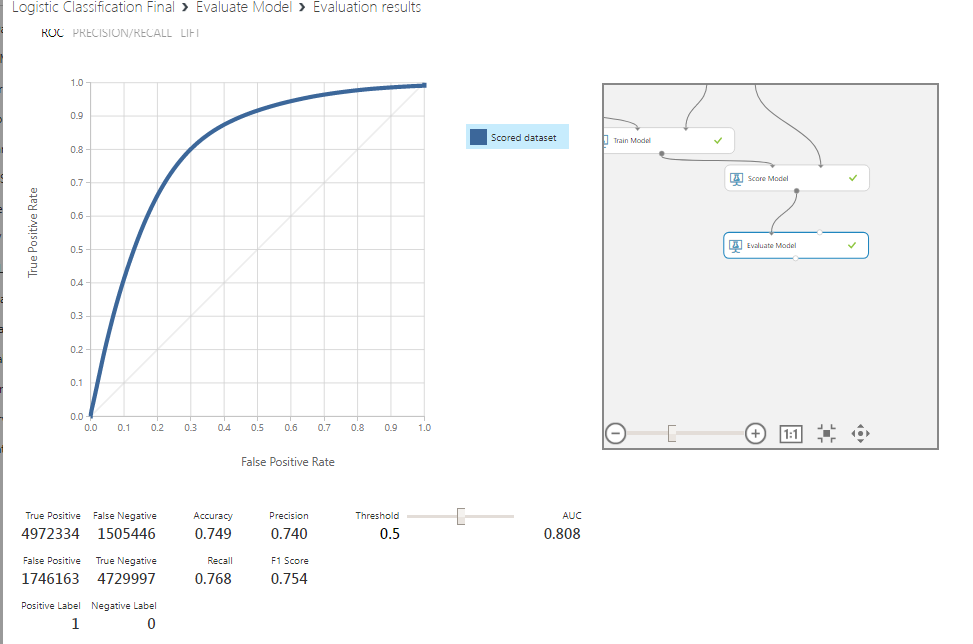 Logistic Classification Final › Evaluate Model › Evaluation results
ROC PRECISION/RECALL LIFT
1.0
0.9
0.8
0.7
0.6
0.5
0.4
0.3
0.2
0.1
0.0
True Positive Rate
0.0 0.1 0.2 0.3 0.4 0.5 0.6 0.7 0.8 0.9 1.0
False Positive Rate
Scored dataset
Train Model
Score Model
Evaluate Model
1:1
True Positive False Negative Accuracy Precision Threshold AUC
4972334 1505446 0.749 0.740 0.5 0.808
False Positive True Negative Recall F1 Score
1746163 4729997 0.768 0.754
Positive Label Negative Label
1 0